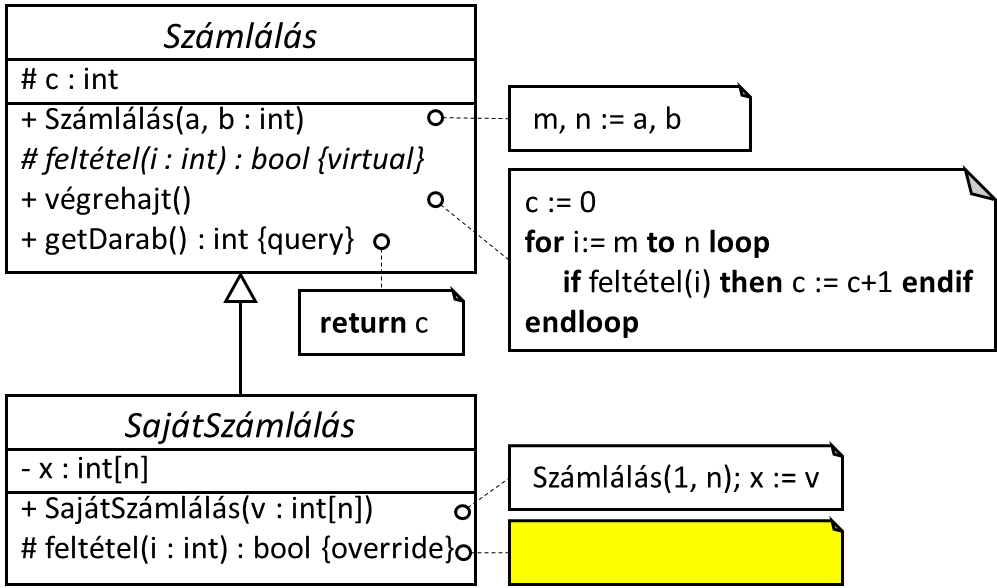 Számlálás
# c : int
+ Számlálás(a, b : int)
# feltétel(i : int) : bool {virtual}
+ végrehajt()
+ getDarab() : int {query}
m, n := a, b
c := 0
for i:= m to n loop
if feltétel(i) then c := c+1 endif
endloop
return c
SajátSzámlálás
- x : int[n]
+ SajátSzámlálás(v : int[n])
# feltétel(i : int) : bool {override}
Számlálás(1, n); x := v